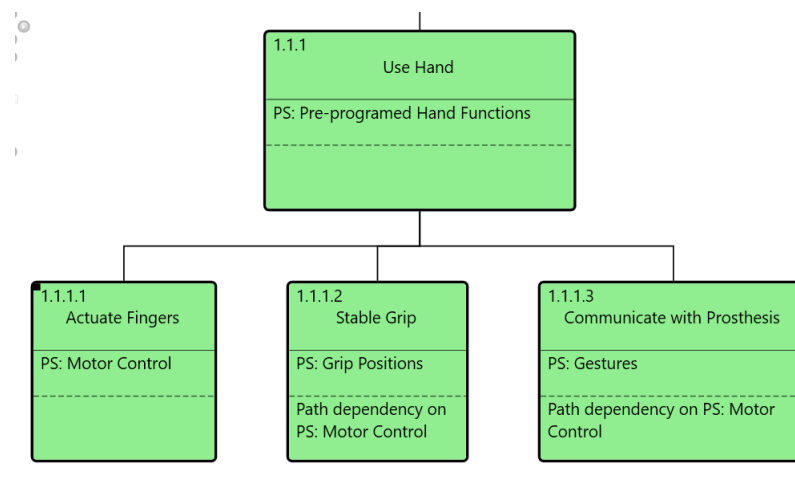 1.1.1
Use Hand
PS: Pre-programed Hand Functions
1.1.1.1
Actuate Fingers
PS: Motor Control
1.1.1.2
Stable Grip
PS: Grip Positions
Path dependency on
PS: Motor Control
1.1.1.3
Communicate with Prosthesis
PS: Gestures
Path dependency on PS: Motor
Control